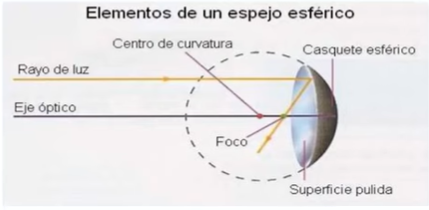 Elementos de un espejo esférico
Centro de curvatura
Casquete esférico
Rayo de luz
Eje óptico
Foco
Superficie pulida